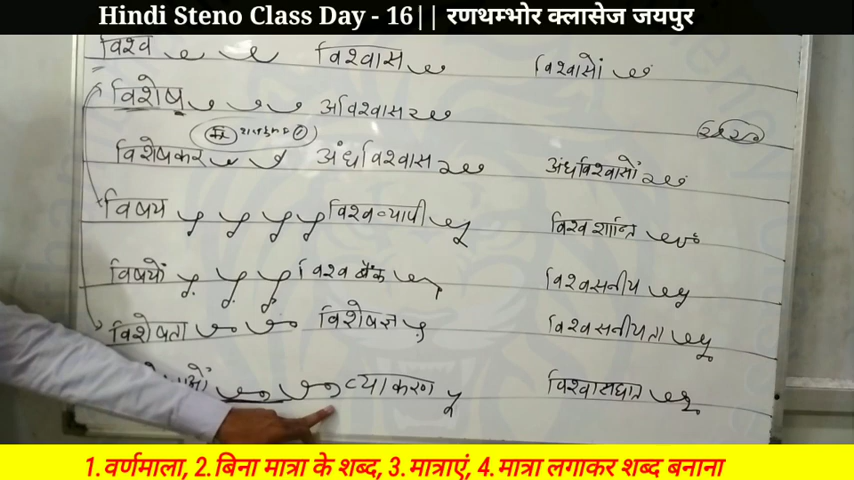 Hindi Steno Class Day - 16|| रणथम्भोर क्लासेज जयपुर
विश्व विश्वास विश्वासों
विशेष अविश्वास
विशेषकर अंधविश्वास अंधविश्वासों
विषय विश्वव्यापी विश्व शान्ति
विषयों विश्व बैंक विश्वसनीय
विशेषता विशेषज्ञ विश्वसनीयता
व्याकरण विश्वासघात
1. वर्णमाला, 2. बिना मात्रा के शब्द, 3. मात्राएं, 4. मात्रा लगाकर शब्द बनाना